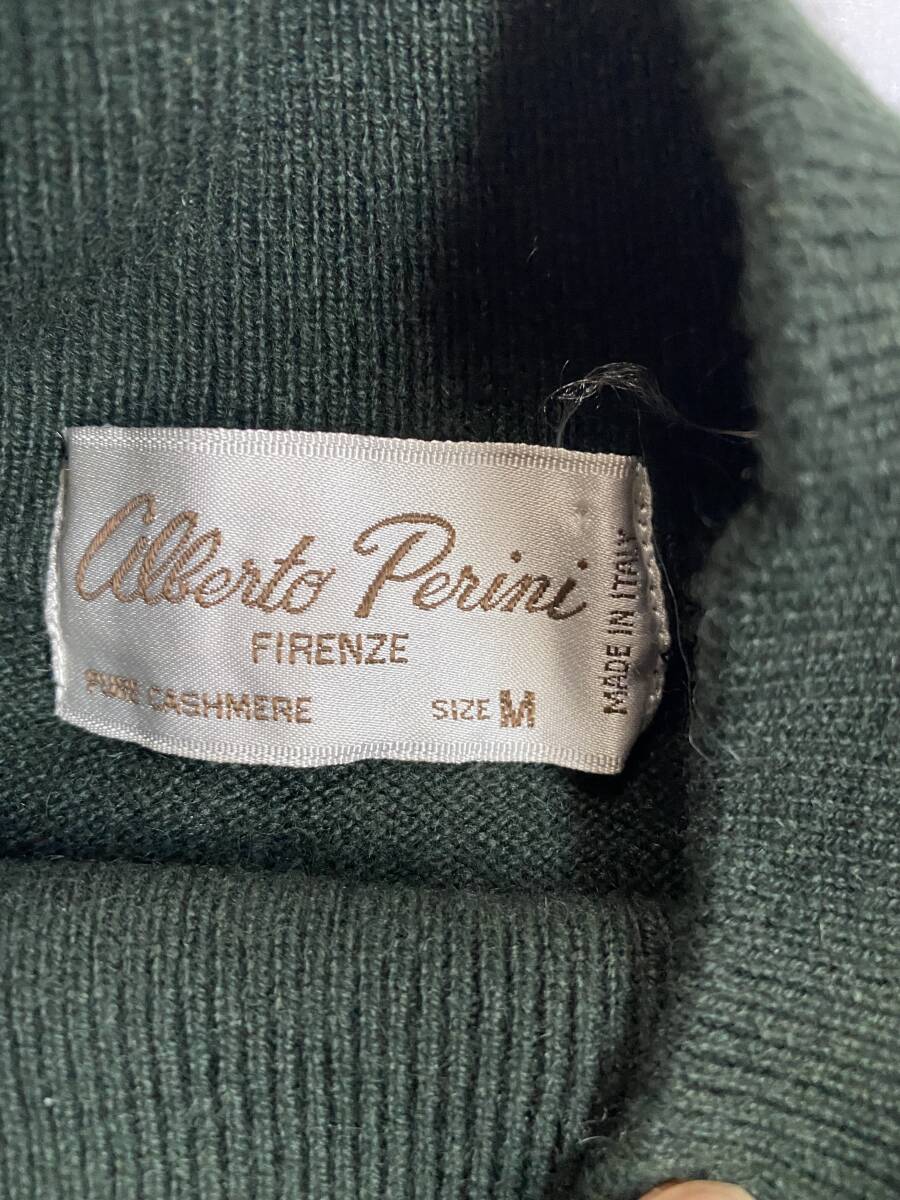 Alberto Perini
FIRENZE
PURE CASHMERE
SIZE M
MADE IN ITALY